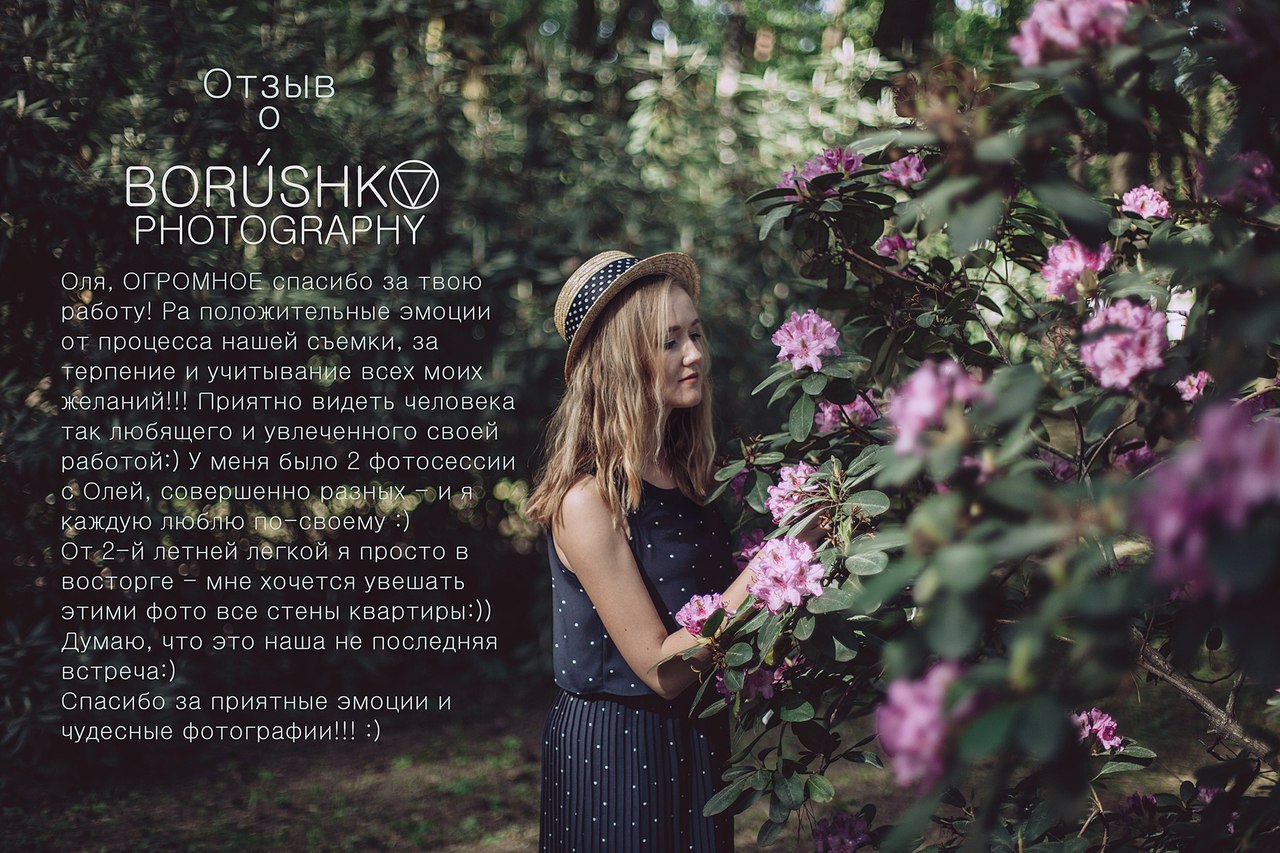 Отзыв
о
BORÚSHKO
PHOTOGRAPHY
Оля, ОГРОМНОЕ спасибо за твою
работу! Ра положительные эмоции
от процесса нашей съемки, за
терпение и учитывание всех моих
желаний!!! Приятно видеть человека
так любящего и увлеченного своей
работой:) У меня было 2 фотосессии
с Олей, совершенно разных - и я
каждую люблю по-своему :)
От 2-й летней легкой я просто в
восторге - мне хочется увешать
этими фото все стены квартиры:))
Думаю, что это наша не последняя
встреча:)
Спасибо за приятные эмоции и
чудесные фотографии!!! :)